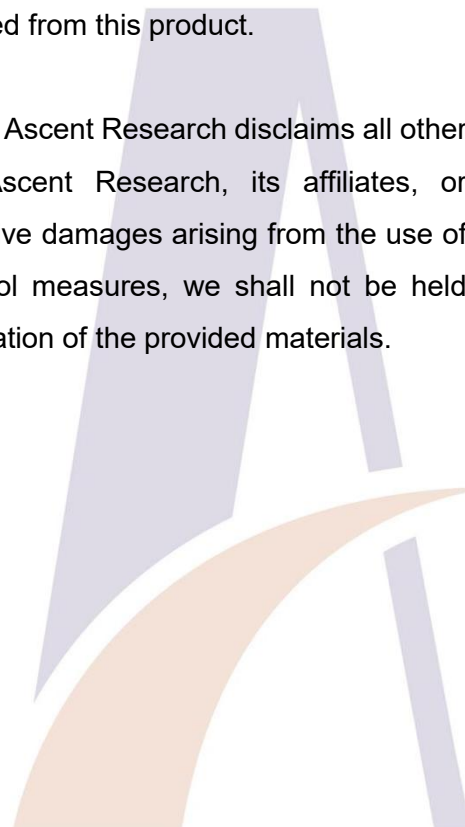 ed from this product.
Ascent Research disclaims all other
scent Research, its affiliates, or
ve damages arising from the use of
ol measures, we shall not be held
ation of the provided materials.